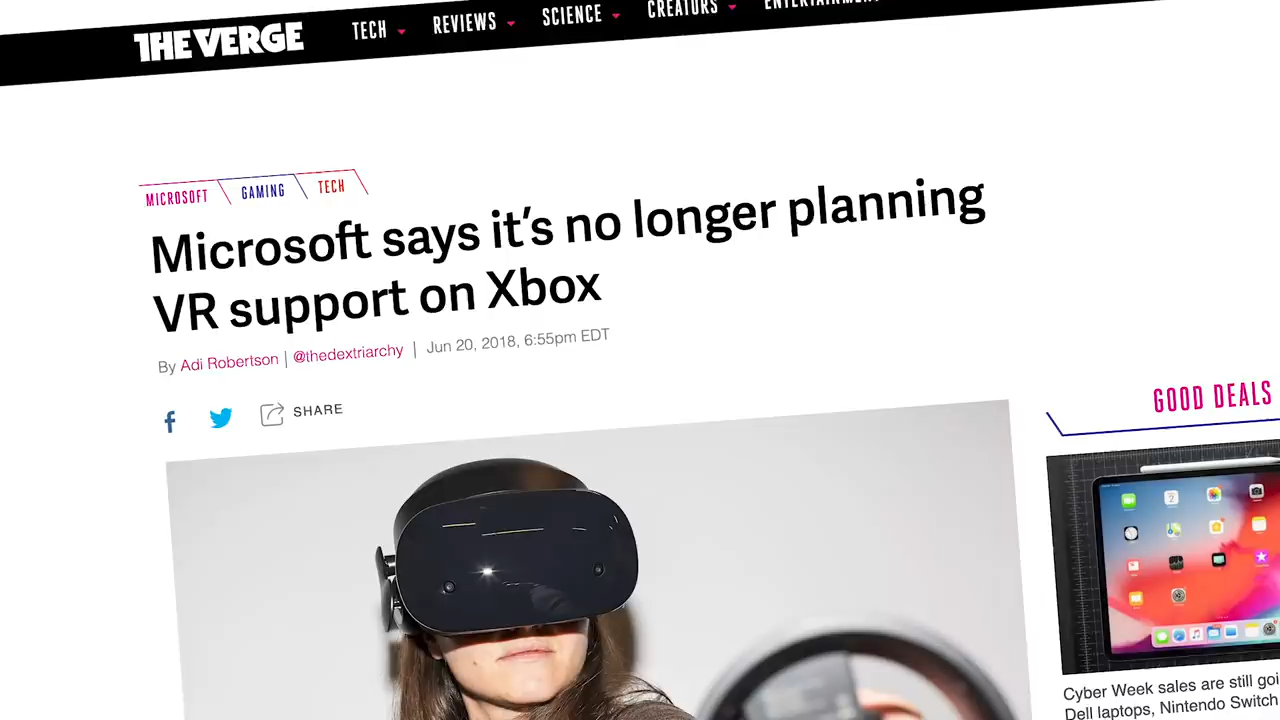 THE VERGE TECH REVIEWS SCIENCE CREATORS ENTERTAINMENT
MICROSOFT GAMING TECH
Microsoft says it's no longer planning
VR support on Xbox
By Adi Robertson | @thedextriarchy | Jun 20, 2018, 6:55pm EDT
SHARE
GOOD DEALS
Cyber Week sales are still goi
Dell laptops, Nintendo Switch